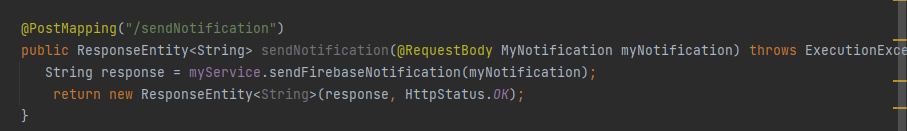 @PostMapping("/sendNotification")
public ResponseEntity<String> sendNotification(@RequestBody MyNotification myNotification) throws ExecutionExce
String response = myService.sendFirebaseNotification(myNotification);
return new ResponseEntity<String>(response, HttpStatus.OK);
}